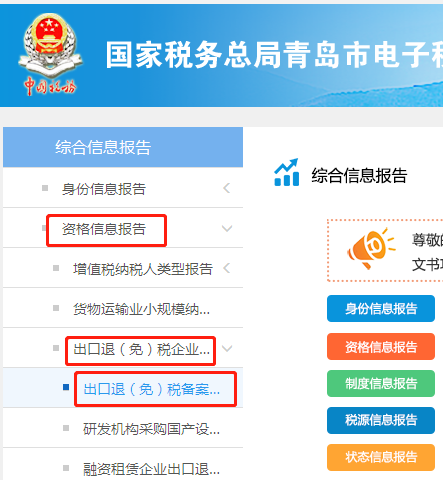 中国税务
国家税务总局青岛市电子税
综合信息报告
身份信息报告
资格信息报告
增值税纳税人类型报告
货物运输业小规模纳...
出口退（免）税企业...
出口退（免）税备案...
研发机构采购国产设...
融资租赁企业出口退...
综合信息报告
尊敬的
文书项
身份信息报告
资格信息报告
制度信息报告
税源信息报告
状态信息报告